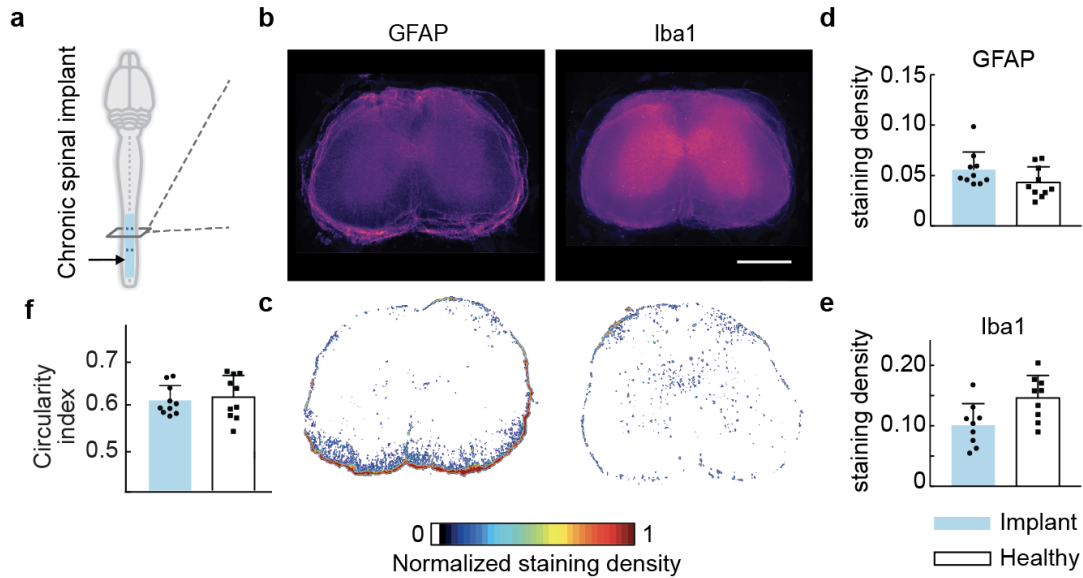 a
Chronic spinal implant
b
GFAP
Iba1
d
GFAP
staining density
0.15
0.10
0.05
0
f
Circularity
index
0.7
0.6
0.5
c
0
1
Normalized staining density
e
Iba1
staining density
0.20
0.10
0
Implant
Healthy